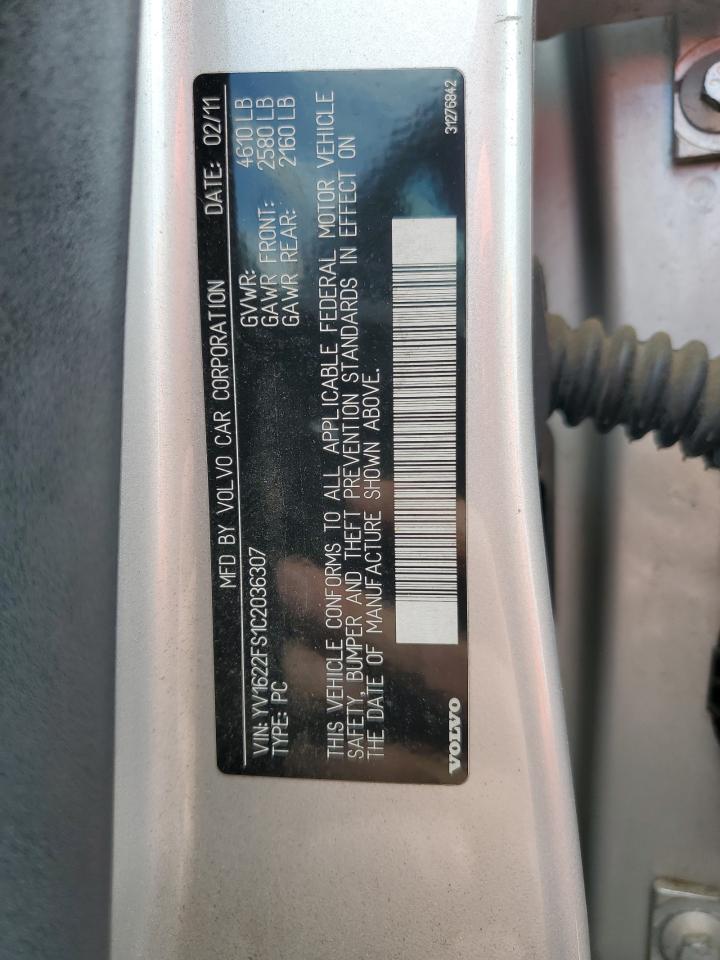 MFD BY VOLVO CAR CORPORATION DATE: 02/11
GVWR: 4610 LB
GAWR FRONT: 2580 LB
GAWR REAR: 2160 LB
VIN: YV1622FS1C2036307
TYPE: PC
THIS VEHICLE CONFORMS TO ALL APPLICABLE FEDERAL MOTOR VEHICLE
SAFETY, BUMPER AND THEFT PREVENTION STANDARDS IN EFFECT ON
THE DATE OF MANUFACTURE SHOWN ABOVE.
VOLVO
31276842